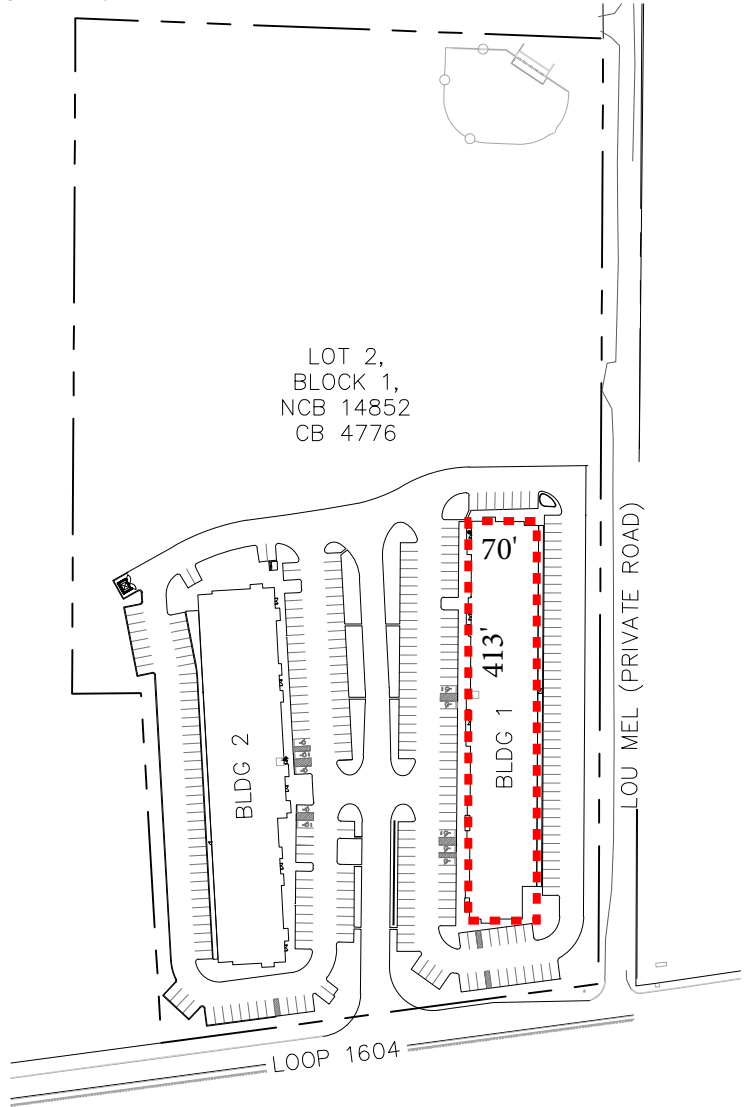 LOT 2,
BLOCK 1,
NCB 14852
CB 4776
70'
413'
BLDG 1
BLDG 2
LOU MEL (PRIVATE ROAD)
LOOP 1604